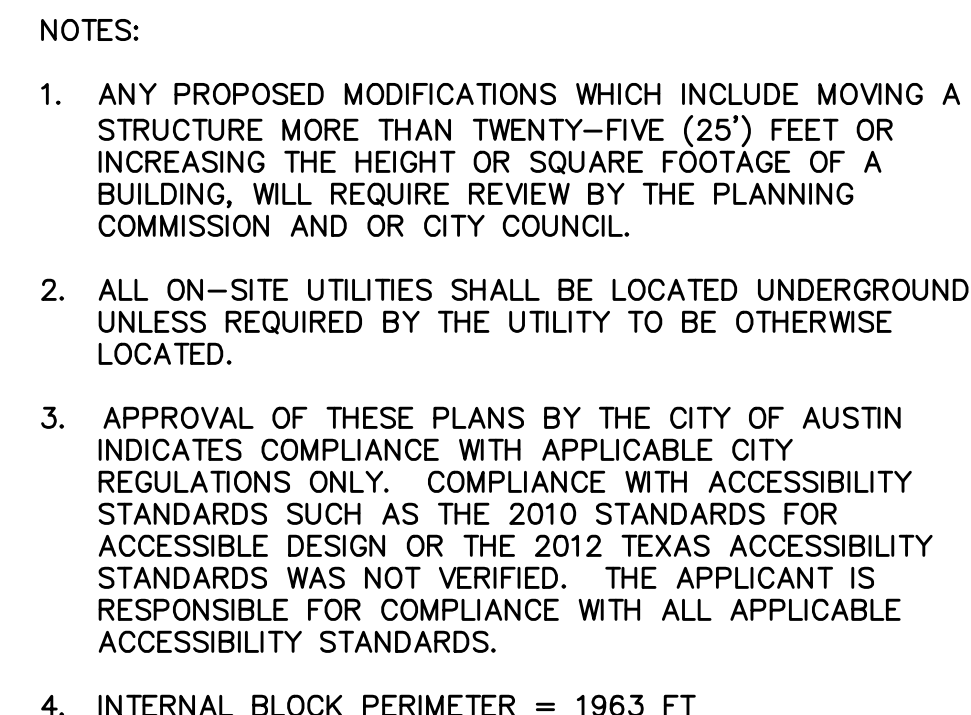 NOTES:
1. ANY PROPOSED MODIFICATIONS WHICH INCLUDE MOVING A
STRUCTURE MORE THAN TWENTY-FIVE (25') FEET OR
INCREASING THE HEIGHT OR SQUARE FOOTAGE OF A
BUILDING, WILL REQUIRE REVIEW BY THE PLANNING
COMMISSION AND OR CITY COUNCIL.
2. ALL ON-SITE UTILITIES SHALL BE LOCATED UNDERGROUND
UNLESS REQUIRED BY THE UTILITY TO BE OTHERWISE
LOCATED.
3. APPROVAL OF THESE PLANS BY THE CITY OF AUSTIN
INDICATES COMPLIANCE WITH APPLICABLE CITY
REGULATIONS ONLY. COMPLIANCE WITH ACCESSIBILITY
STANDARDS SUCH AS THE 2010 STANDARDS FOR
ACCESSIBLE DESIGN OR THE 2012 TEXAS ACCESSIBILITY
STANDARDS WAS NOT VERIFIED. THE APPLICANT IS
RESPONSIBLE FOR COMPLIANCE WITH ALL APPLICABLE
ACCESSIBILITY STANDARDS.
4. INTERNAL BLOCK PERIMETER = 1963 FT